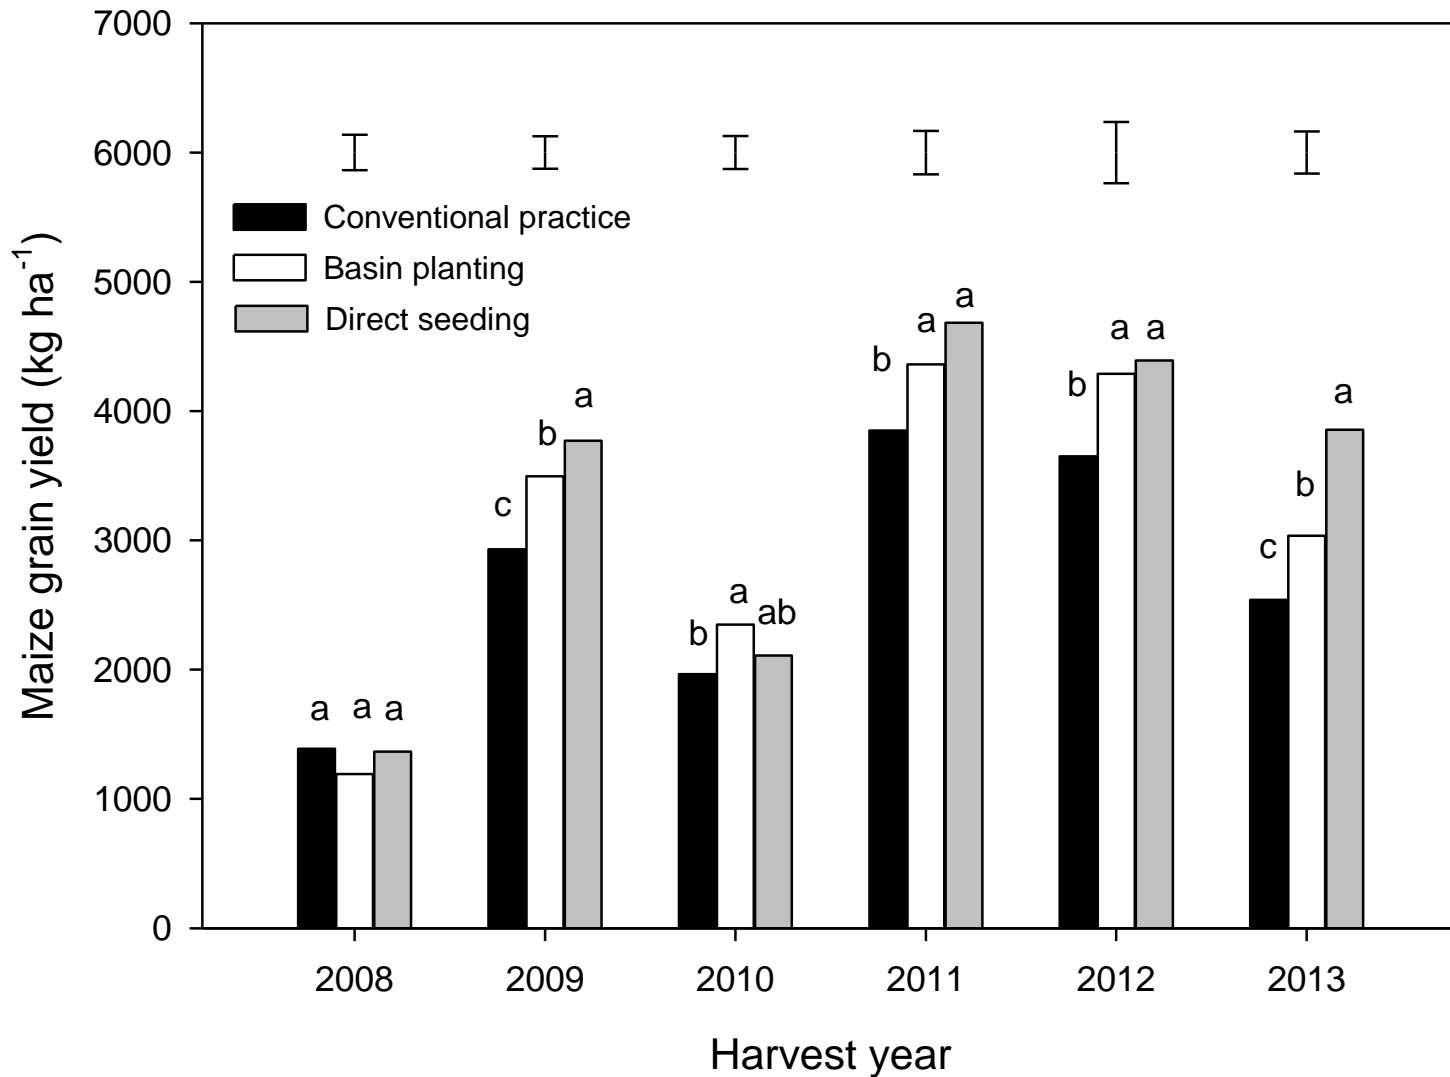 7000
6000
5000
4000
3000
2000
1000
0
Maize grain yield (kg ha⁻¹)
Conventional practice
Basin planting
Direct seeding
a a a
c b a
b a ab
b a a
b a a
c b a
2008 2009 2010 2011 2012 2013
Harvest year